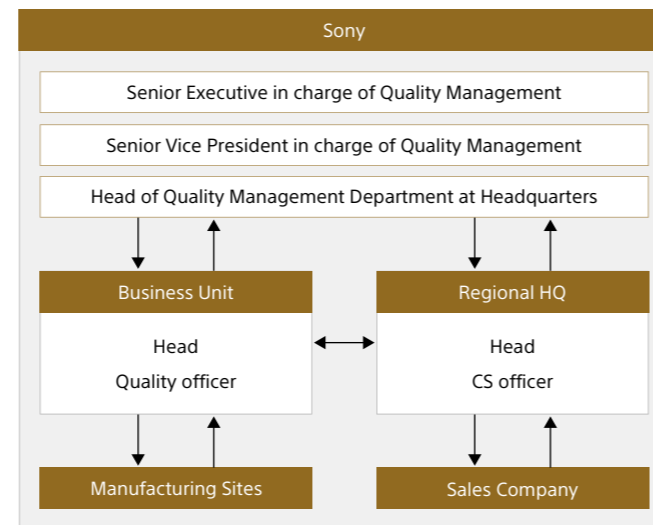 Sony
Senior Executive in charge of Quality Management
Senior Vice President in charge of Quality Management
Head of Quality Management Department at Headquarters
Business Unit
Head
Quality officer
Regional HQ
Head
CS officer
Manufacturing Sites
Sales Company